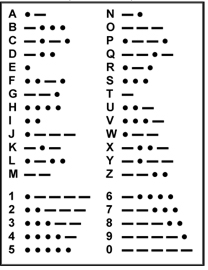 A • —
B — • • •
C — • — •
D — • •
E •
F • • — •
G — — •
H • • • •
I • •
J • — — —
K — • —
L • — • •
M — —
N — •
O — — —
P • — — •
Q — — • —
R • — •
S • • •
T —
U • • —
V • • • —
W • — —
X — • • —
Y — • — —
Z — — • •
1 • — — — —
2 • • — — —
3 • • • — —
4 • • • • —
5 • • • • •
6 — • • • •
7 — — • • •
8 — — — • •
9 — — — — •
0 — — — — —